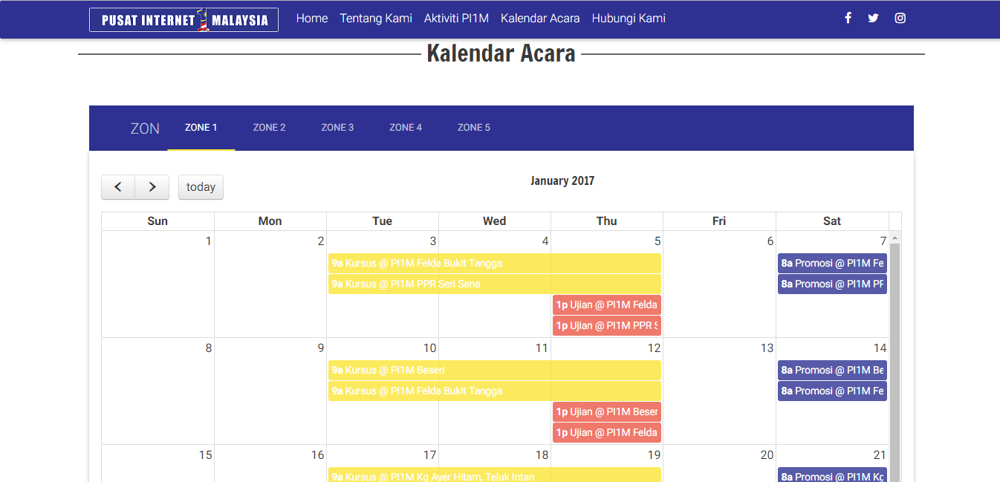 PUSAT INTERNET 1 MALAYSIA Home Tentang Kami Aktiviti PI1M Kalendar Acara Hubungi Kami
Kalendar Acara
ZON ZONE 1 ZONE 2 ZONE 3 ZONE 4 ZONE 5
today January 2017
Sun Mon Tue Wed Thu Fri Sat
1 2 3 4 5 6 7
9a Kursus @ PI1M Felda Bukit Tangga 8a Promosi @ PI1M Fe
9a Kursus @ PI1M PPR Seri Sena 8a Promosi @ PI1M PF
1p Ujian @ PI1M Felda
1p Ujian @ PI1M PPR S
8 9 10 11 12 13 14
9a Kursus @ PI1M Beseri 8a Promosi @ PI1M Be
9a Kursus @ PI1M Felda Bukit Tangga 8a Promosi @ PI1M Fe
1p Ujian @ PI1M Beser
1p Ujian @ PI1M Felda
15 16 17 18 19 20 21
9a Kursus @ PI1M Kg Ayer Hitam, Teluk Intan 8a Promosi @ PI1M Kg